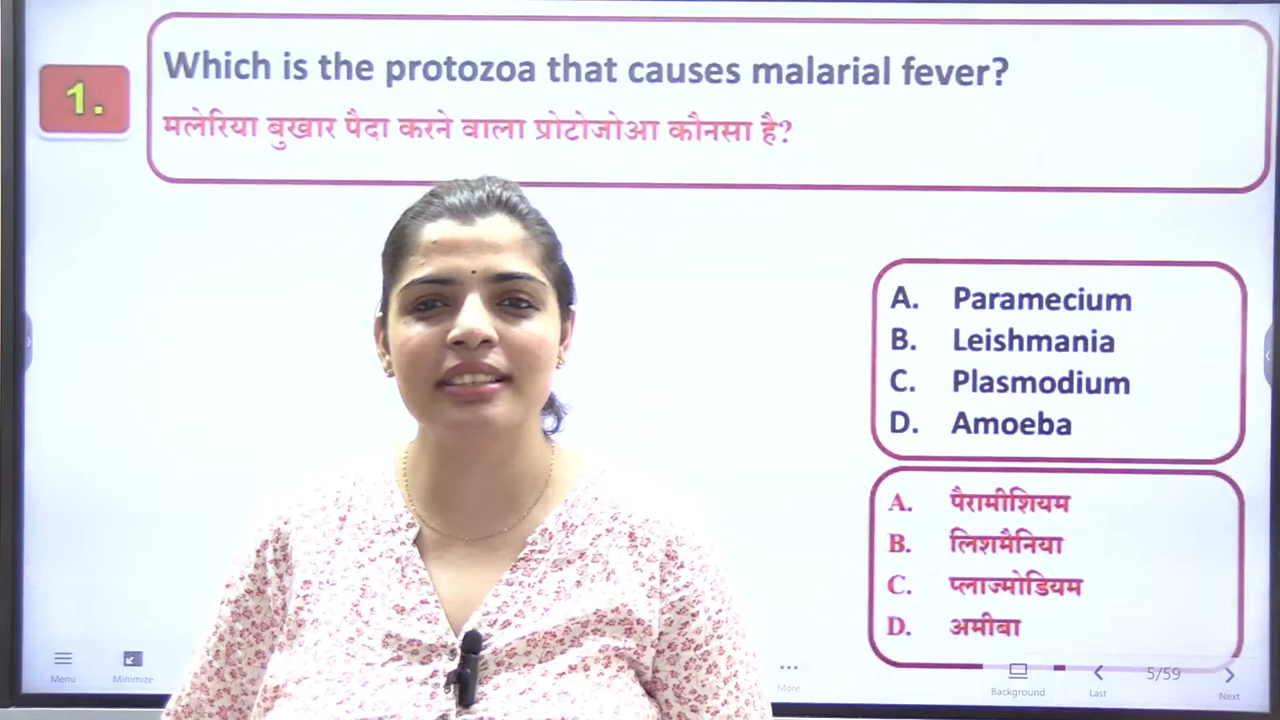 1.
Which is the protozoa that causes malarial fever?
मलेरिया बुखार पैदा करने वाला प्रोटोजोआ कौनसा है?
A. Paramecium
B. Leishmania
C. Plasmodium
D. Amoeba
A. पैरामीशियम
B. लिशमैनिया
C. प्लाज्मोडियम
D. अमीबा
Menu
Minimize
More
Background
Last
5/59
Next